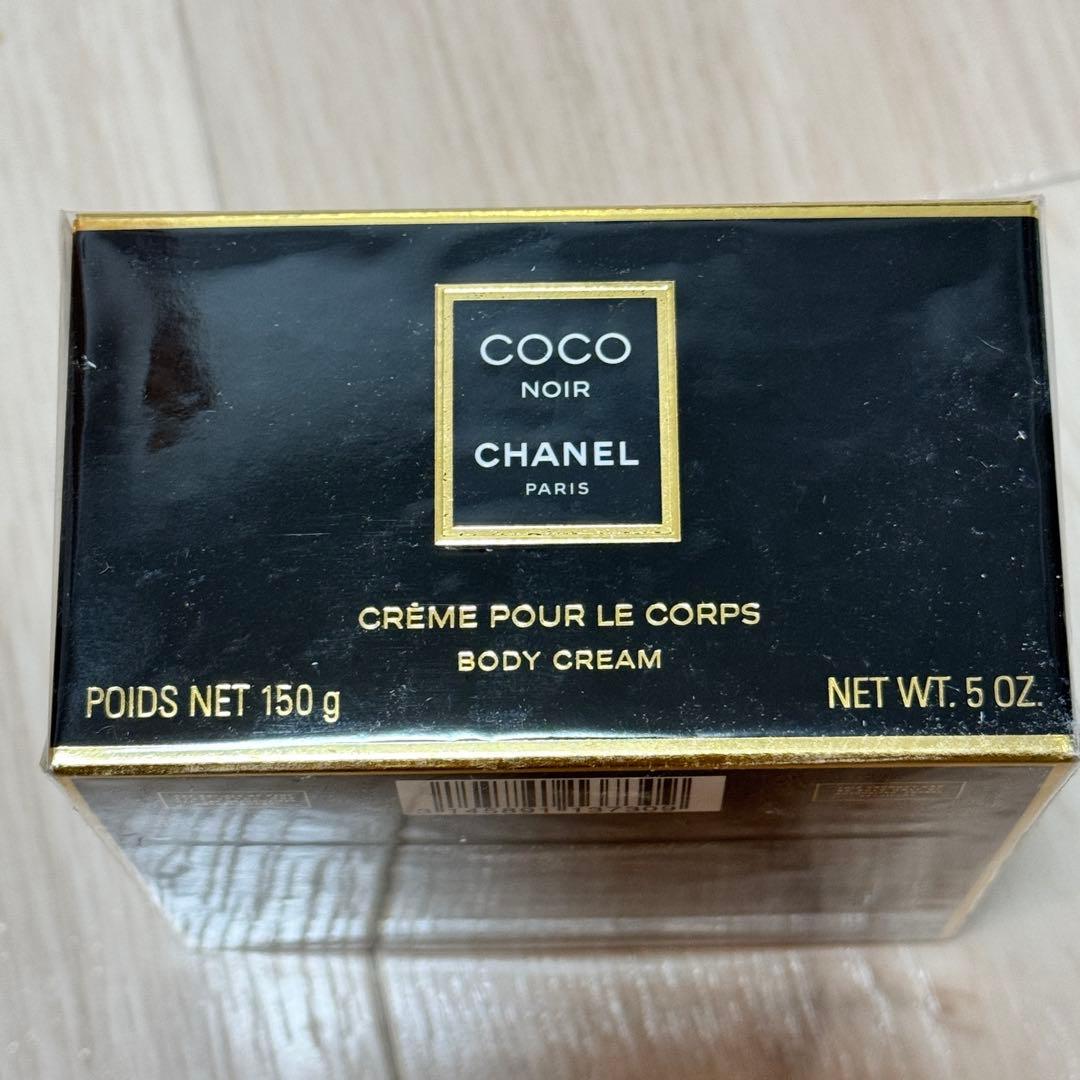 COCO
NOIR
CHANEL
PARIS
CRÈME POUR LE CORPS
BODY CREAM
POIDS NET 150 g
NET WT. 5 OZ.